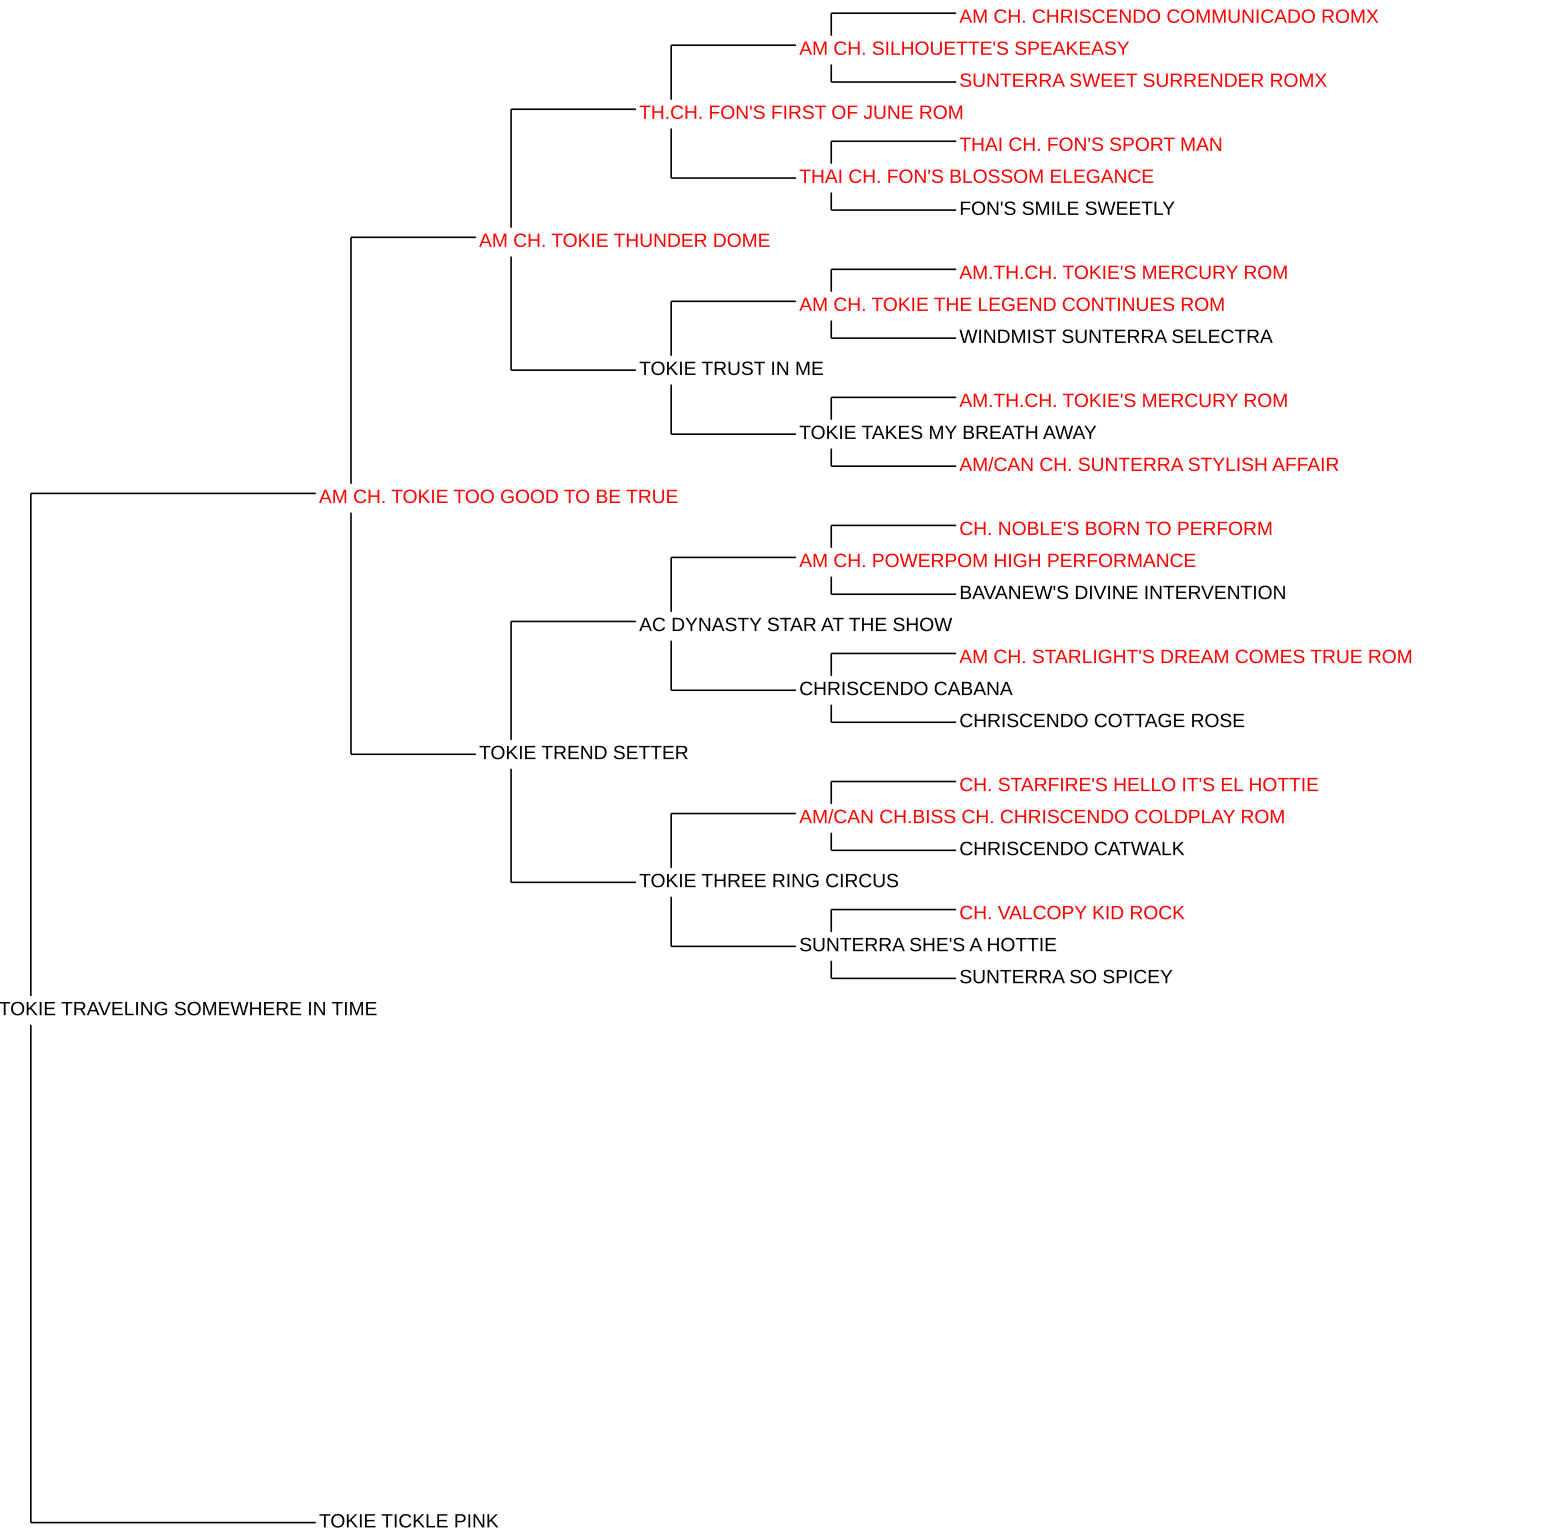 AM CH. CHRISCENDO COMMUNICADO ROMX
AM CH. SILHOUETTE'S SPEAKEASY
SUNTERRA SWEET SURRENDER ROMX
TH.CH. FON'S FIRST OF JUNE ROM
THAI CH. FON'S SPORT MAN
THAI CH. FON'S BLOSSOM ELEGANCE
FON'S SMILE SWEETLY
AM CH. TOKIE THUNDER DOME
AM.TH.CH. TOKIE'S MERCURY ROM
AM CH. TOKIE THE LEGEND CONTINUES ROM
WINDMIST SUNTERRA SELECTRA
TOKIE TRUST IN ME
AM.TH.CH. TOKIE'S MERCURY ROM
TOKIE TAKES MY BREATH AWAY
AM/CAN CH. SUNTERRA STYLISH AFFAIR
AM CH. TOKIE TOO GOOD TO BE TRUE
CH. NOBLE'S BORN TO PERFORM
AM CH. POWERPOM HIGH PERFORMANCE
BAVANEW'S DIVINE INTERVENTION
AC DYNASTY STAR AT THE SHOW
AM CH. STARLIGHT'S DREAM COMES TRUE ROM
CHRISCENDO CABANA
CHRISCENDO COTTAGE ROSE
TOKIE TREND SETTER
CH. STARFIRE'S HELLO IT'S EL HOTTIE
AM/CAN CH.BISS CH. CHRISCENDO COLDPLAY ROM
CHRISCENDO CATWALK
TOKIE THREE RING CIRCUS
CH. VALCOPY KID ROCK
SUNTERRA SHE'S A HOTTIE
SUNTERRA SO SPICEY
TOKIE TRAVELING SOMEWHERE IN TIME
TOKIE TICKLE PINK